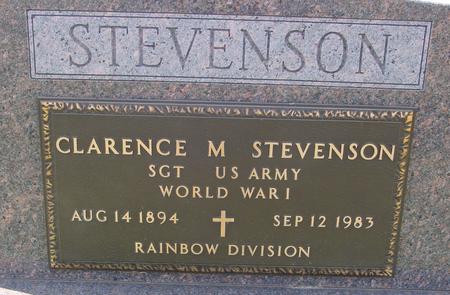 STEVENSON
CLARENCE M STEVENSON
SGT US ARMY
WORLD WAR I
AUG 14 1894 SEP 12 1983
RAINBOW DIVISION